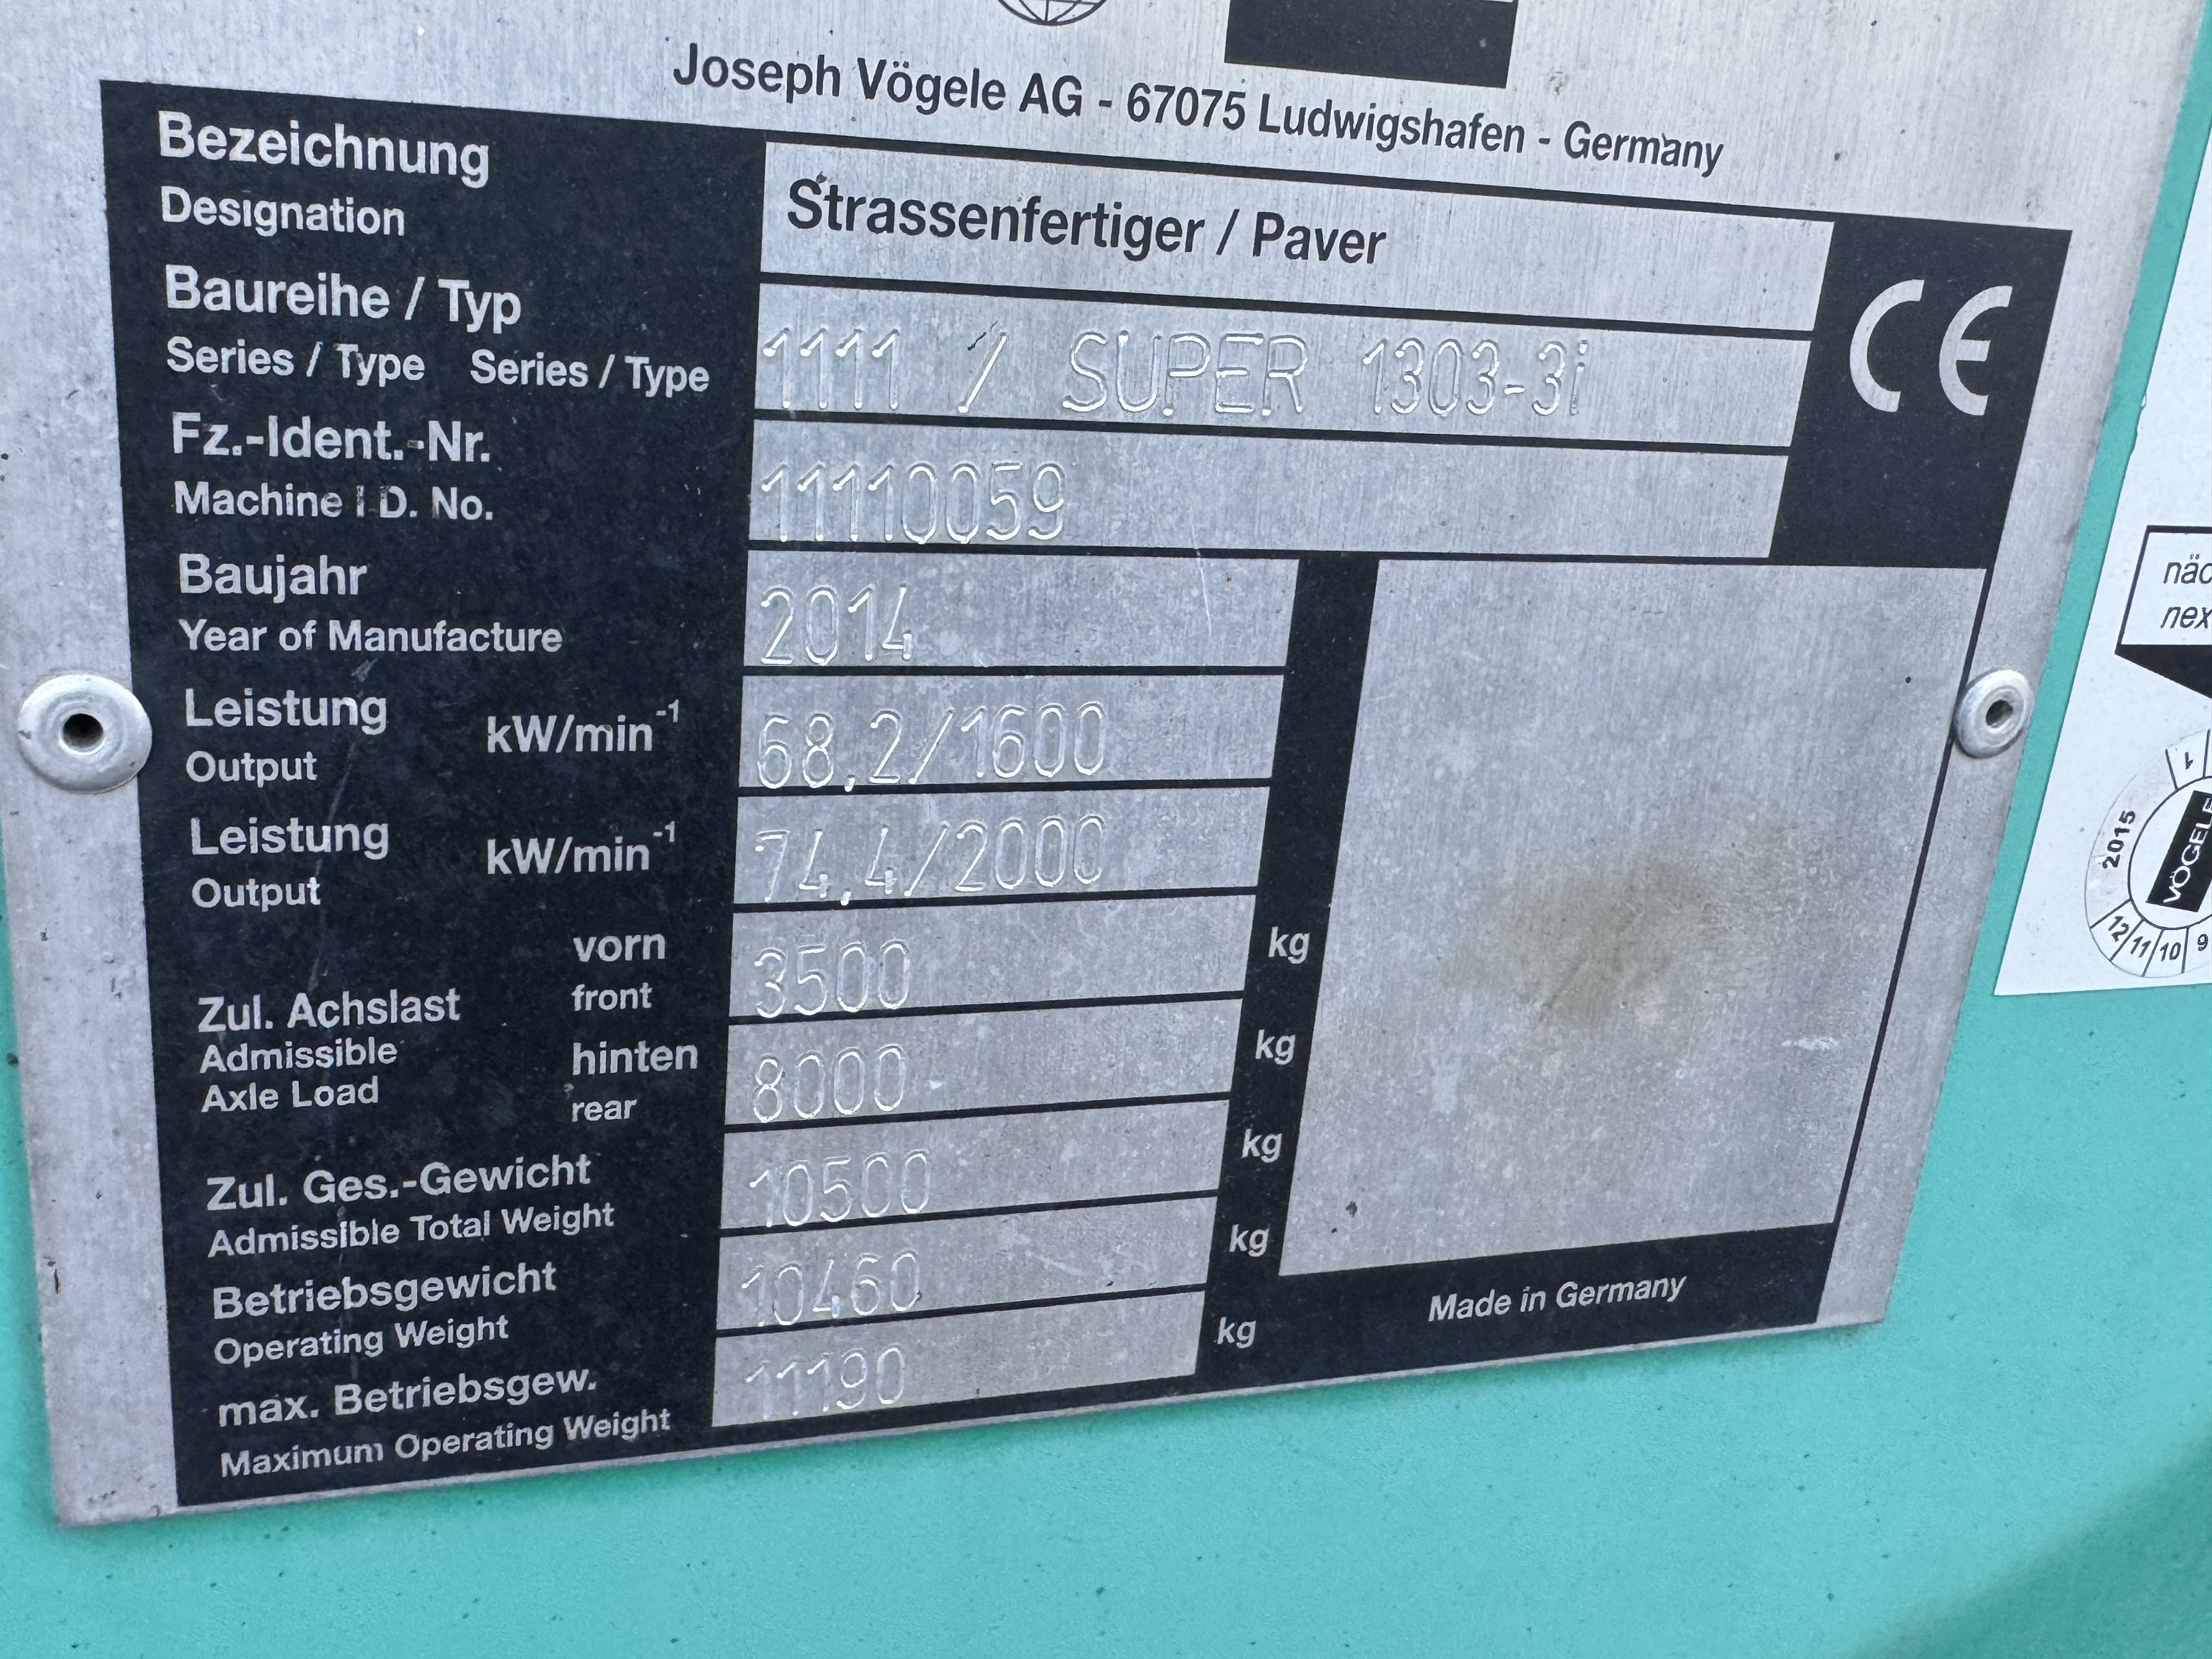 Joseph Vögele AG - 67075 Ludwigshafen - Germany
Bezeichnung
Designation
Strassenfertiger / Paver
Baureihe / Typ
Series / Type Series / Type
1111 / SUPER 1303-3i
CE
Fz.-Ident.-Nr.
Machine I D. No.
11110059
Baujahr
Year of Manufacture
2014
Leistung kW/min-1
Output
68,2/1600
Leistung kW/min-1
Output
74,4/2000
Zul. Achslast
Admissible
Axle Load
vorn
front
3500 kg
hinten
rear
8000 kg
Zul. Ges.-Gewicht
Admissible Total Weight
10500 kg
Betriebsgewicht
Operating Weight
10460 kg
max. Betriebsgew.
Maximum Operating Weight
11190 kg
Made in Germany
2015
VÖGELE
1
12 11 10 9